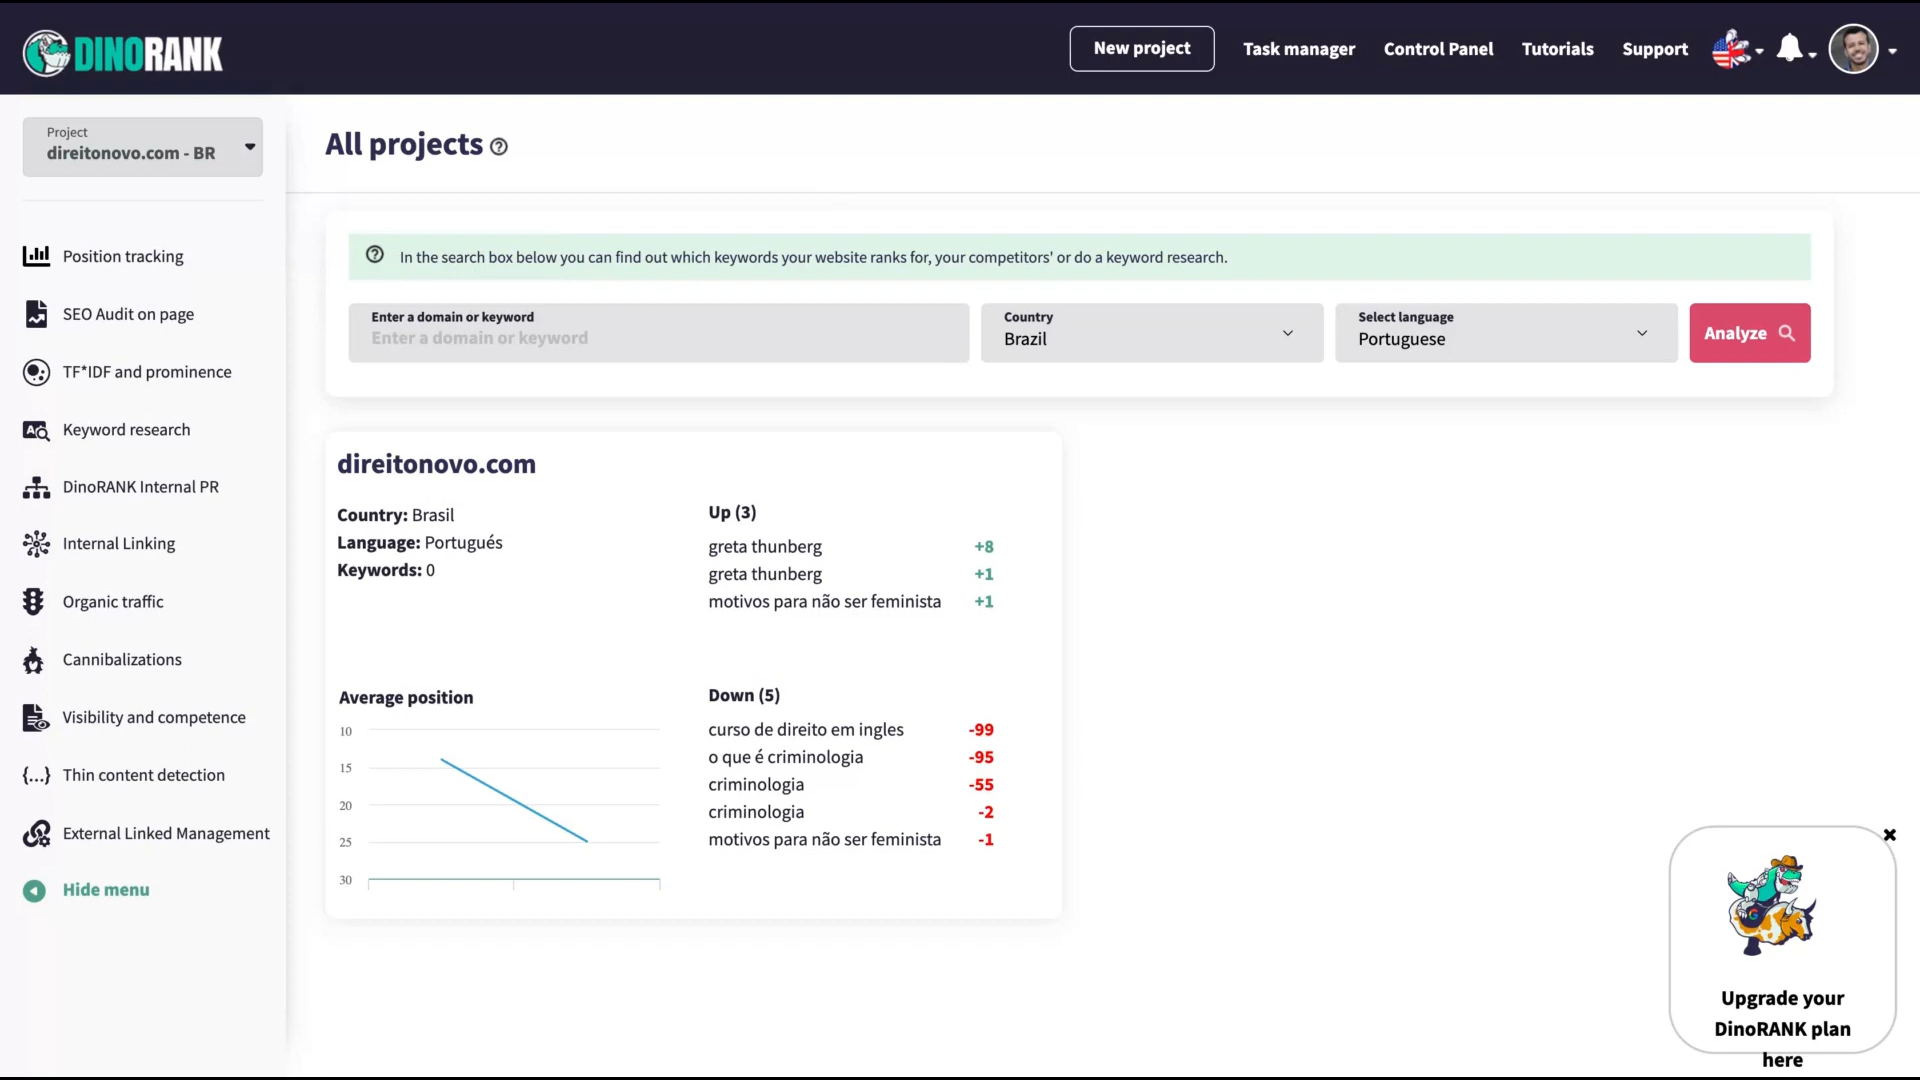 DINORANK
New project
Task manager
Control Panel
Tutorials
Support
Project
direitonovo.com - BR
Position tracking
SEO Audit on page
TF*IDF and prominence
Keyword research
DinoRANK Internal PR
Internal Linking
Organic traffic
Cannibalizations
Visibility and competence
Thin content detection
External Linked Management
Hide menu
All projects
In the search box below you can find out which keywords your website ranks for, your competitors' or do a keyword research.
Enter a domain or keyword
Enter a domain or keyword
Country
Brazil
Select language
Portuguese
Analyze
direitonovo.com
Country: Brasil
Language: Portugués
Keywords: 0
Up (3)
greta thunberg +8
greta thunberg +1
motivos para não ser feminista +1
Average position
10
15
20
25
30
Down (5)
curso de direito em ingles -99
o que é criminologia -95
criminologia -55
criminologia -2
motivos para não ser feminista -1
Upgrade your
DinoRANK plan
here